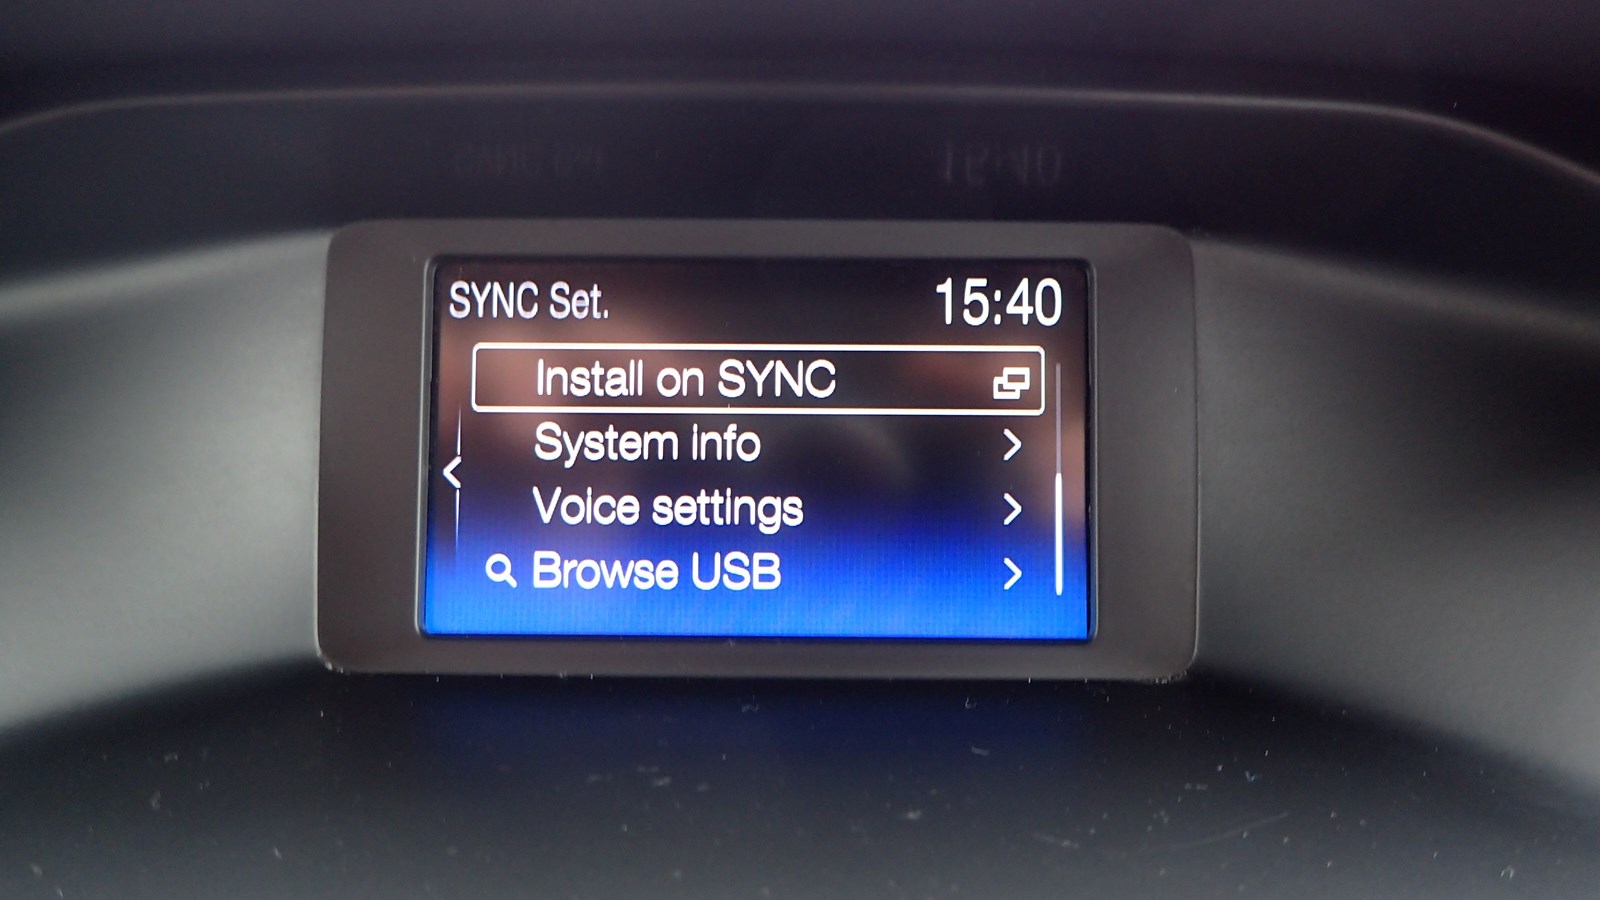 SYNC Set. 15:40
Install on SYNC
System info
Voice settings
Browse USB